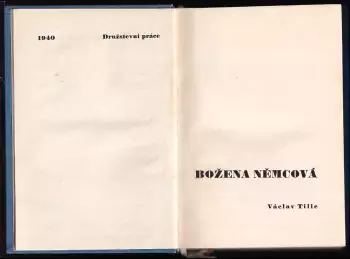 1940 Družstevní práce
BOŽENA NĚMCOVÁ
Václav Tille